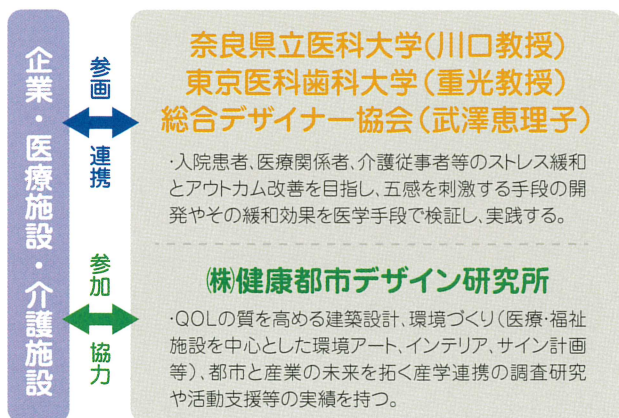 企業・医療施設・介護施設
参画
連携
奈良県立医科大学(川口教授)
東京医科歯科大学(重光教授)
総合デザイナー協会(武澤恵理子)
・入院患者、医療関係者、介護従事者等のストレス緩和
とアウトカム改善を目指し、五感を刺激する手段の開
発やその緩和効果を医学手段で検証し、実践する。
参加
協力
㈱健康都市デザイン研究所
・QOLの質を高める建築設計、環境づくり(医療・福祉
施設を中心とした環境アート、インテリア、サイン計画
等)、都市と産業の未来を拓く産学連携の調査研究
や活動支援等の実績を持つ。